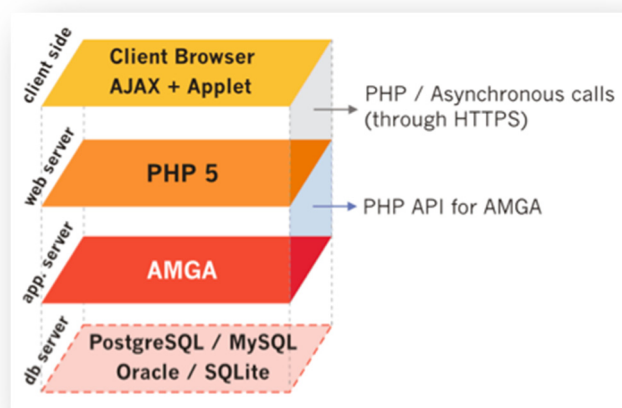 client side
Client Browser
AJAX + Applet
PHP / Asynchronous calls
(through HTTPS)
web server
PHP 5
PHP API for AMGA
app. server
AMGA
db server
PostgreSQL / MySQL
Oracle / SQLite